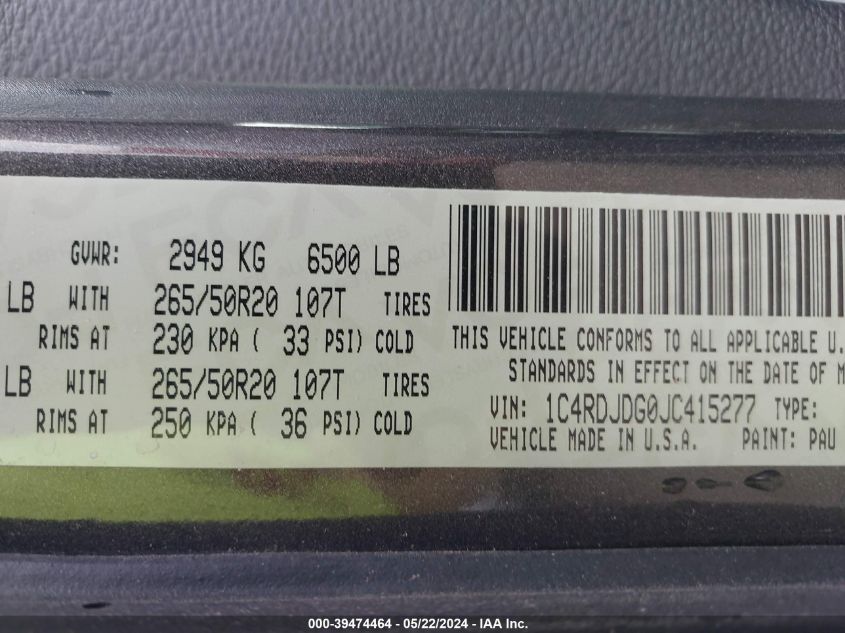 GVWR: 2949 KG 6500 LB
LB WITH 265/50R20 107T TIRES
RIMS AT 230 KPA ( 33 PSI) COLD
LB WITH 265/50R20 107T TIRES
RIMS AT 250 KPA ( 36 PSI) COLD
THIS VEHICLE CONFORMS TO ALL APPLICABLE U.
STANDARDS IN EFFECT ON THE DATE OF M
VIN: 1C4RDJDG0JC415277 TYPE:
VEHICLE MADE IN U.S.A. PAINT: PAU
000-39474464 - 05/22/2024 - IAA Inc.